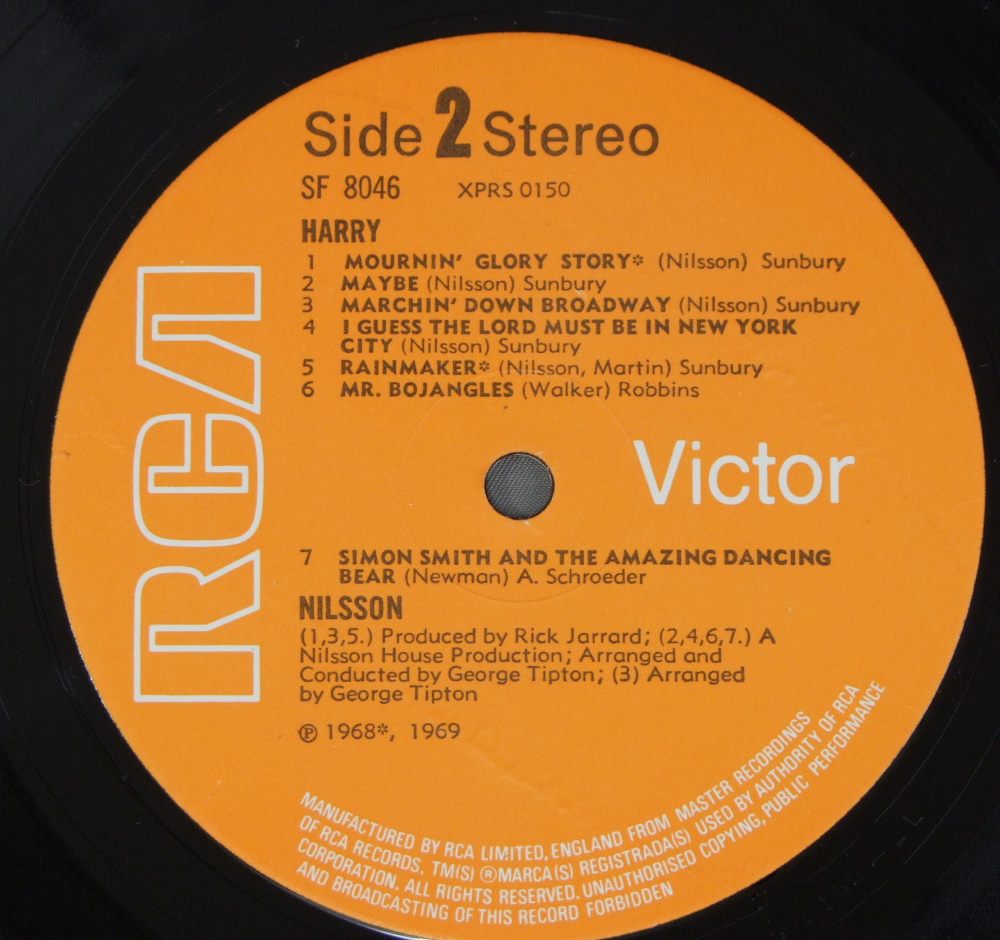 Side 2 Stereo
SF 8046 XPRS 0150
HARRY
1 MOURNIN' GLORY STORY* (Nilsson) Sunbury
2 MAYBE (Nilsson) Sunbury
3 MARCHIN' DOWN BROADWAY (Nilsson) Sunbury
4 I GUESS THE LORD MUST BE IN NEW YORK
CITY (Nilsson) Sunbury
5 RAINMAKER* (Nilsson, Martin) Sunbury
6 MR. BOJANGLES (Walker) Robbins
RCA
Victor
7 SIMON SMITH AND THE AMAZING DANCING
BEAR (Newman) A. Schroeder
NILSSON
(1,3,5.) Produced by Rick Jarrard; (2,4,6,7.) A
Nilsson House Production; Arranged and
Conducted by George Tipton; (3) Arranged
by George Tipton
℗ 1968*, 1969
MANUFACTURED BY RCA LIMITED, ENGLAND FROM MASTER RECORDINGS
OF RCA RECORDS. TM(S) ® MARCA(S) REGISTRADA(S) USED BY AUTHORITY OF RCA
CORPORATION. ALL RIGHTS RESERVED. UNAUTHORISED COPYING, PUBLIC PERFORMANCE
AND BROADCASTING OF THIS RECORD FORBIDDEN